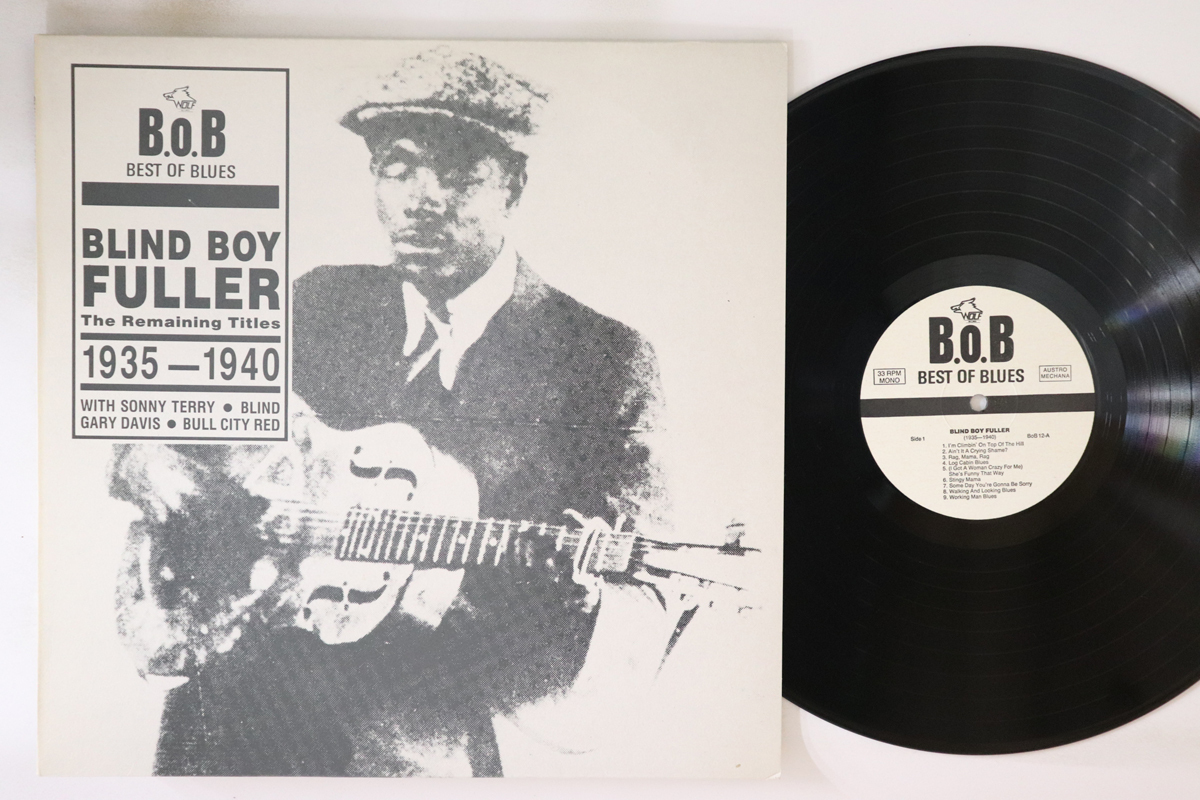 WOLF
B.o.B
BEST OF BLUES
BLIND BOY
FULLER
The Remaining Titles
1935—1940
WITH SONNY TERRY • BLIND
GARY DAVIS • BULL CITY RED
WOLF
B.o.B
BEST OF BLUES
33 RPM
MONO
AUSTRO
MECHANA
BLIND BOY FULLER
(1935—1940)
Side 1
BoB 12-A
1. I'm Climbin' On Top Of The Hill
2. Ain't It A Crying Shame?
3. Rag, Mama, Rag
4. Log Cabin Blues
5. (I Got A Woman Crazy For Me)
She's Funny That Way
6. Stingy Mama
7. Some Day You're Gonna Be Sorry
8. Walking And Looking Blues
9. Working Man Blues